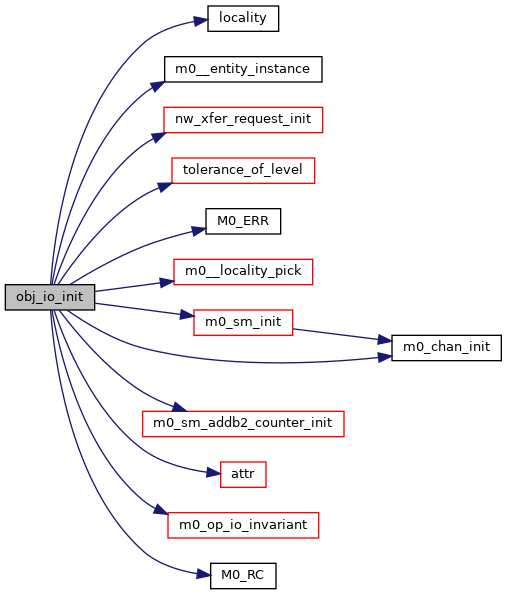 locality
m0__entity_instance
nw_xfer_request_init
tolerance_of_level
M0_ERR
m0__locality_pick
obj_io_init
m0_sm_init
m0_chan_init
m0_sm_addb2_counter_init
attr
m0_op_io_invariant
M0_RC